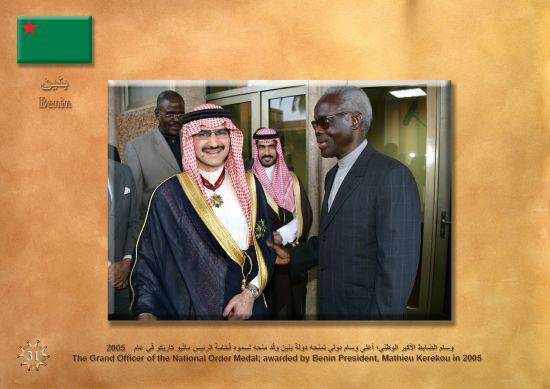 بنين
Benin
وسام الضابط الأكبر الوطني، أعلى وسام دولي تمنحه دولة بنين وقد منحه لسموه فخامة الرئيس ماثيو كاريكو في عام 2005
The Grand Officer of the National Order Medal; awarded by Benin President, Mathieu Kerekou in 2005
31